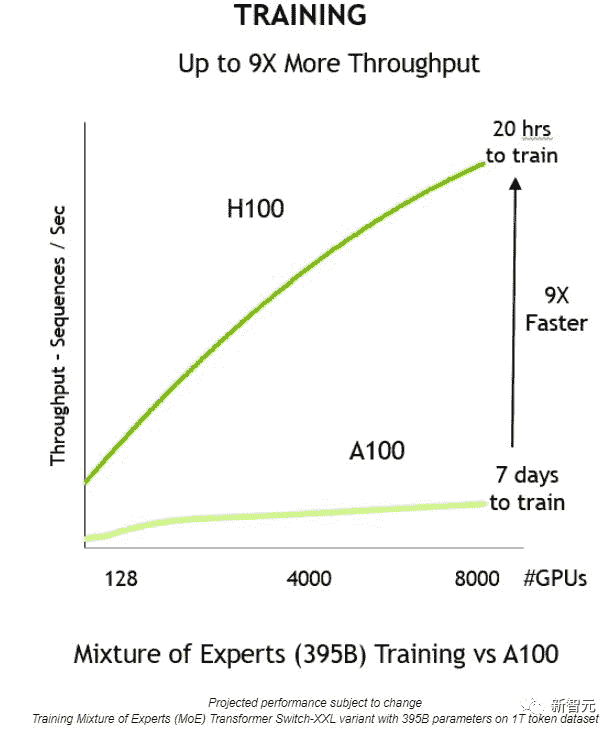 TRAINING
Up to 9X More Throughput
20 hrs
to train
H100
9X
Faster
Throughput - Sequences / Sec
A100
7 days
to train
128
4000
8000
#GPUs
Mixture of Experts (395B) Training vs A100
Projected performance subject to change
新智元
Training Mixture of Experts (MoE) Transformer Switch-XXL variant with 395B parameters on 1T token dataset